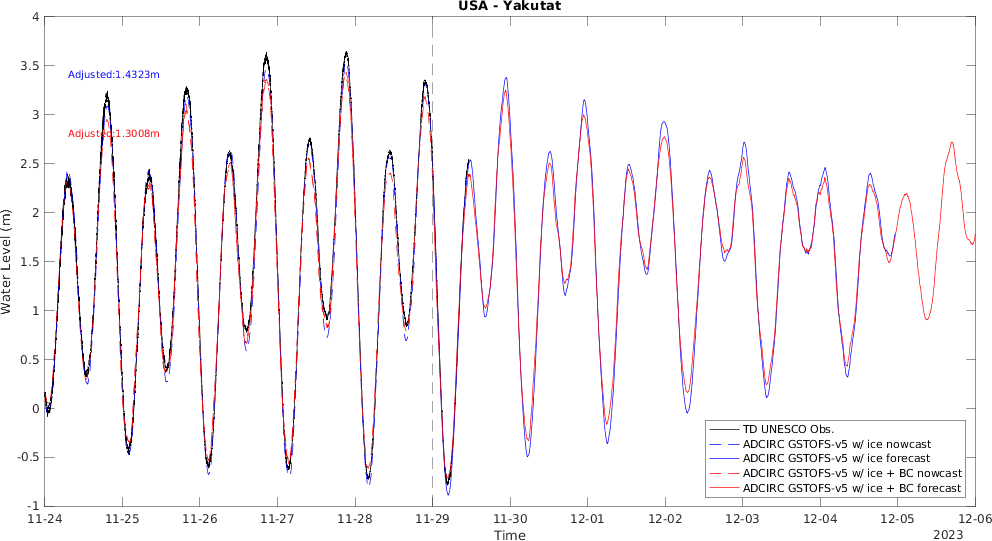 USA - Yakutat
4
3.5
3
2.5
2
1.5
1
0.5
0
-0.5
-1
Water Level (m)
Adjusted:1.4323m
Adjusted:1.3008m
TD UNESCO Obs.
ADCIRC GSTOFS-v5 w/ ice nowcast
ADCIRC GSTOFS-v5 w/ ice forecast
ADCIRC GSTOFS-v5 w/ ice + BC nowcast
ADCIRC GSTOFS-v5 w/ ice + BC forecast
11-24 11-25 11-26 11-27 11-28 11-29 11-30 12-01 12-02 12-03 12-04 12-05 12-06
Time
2023